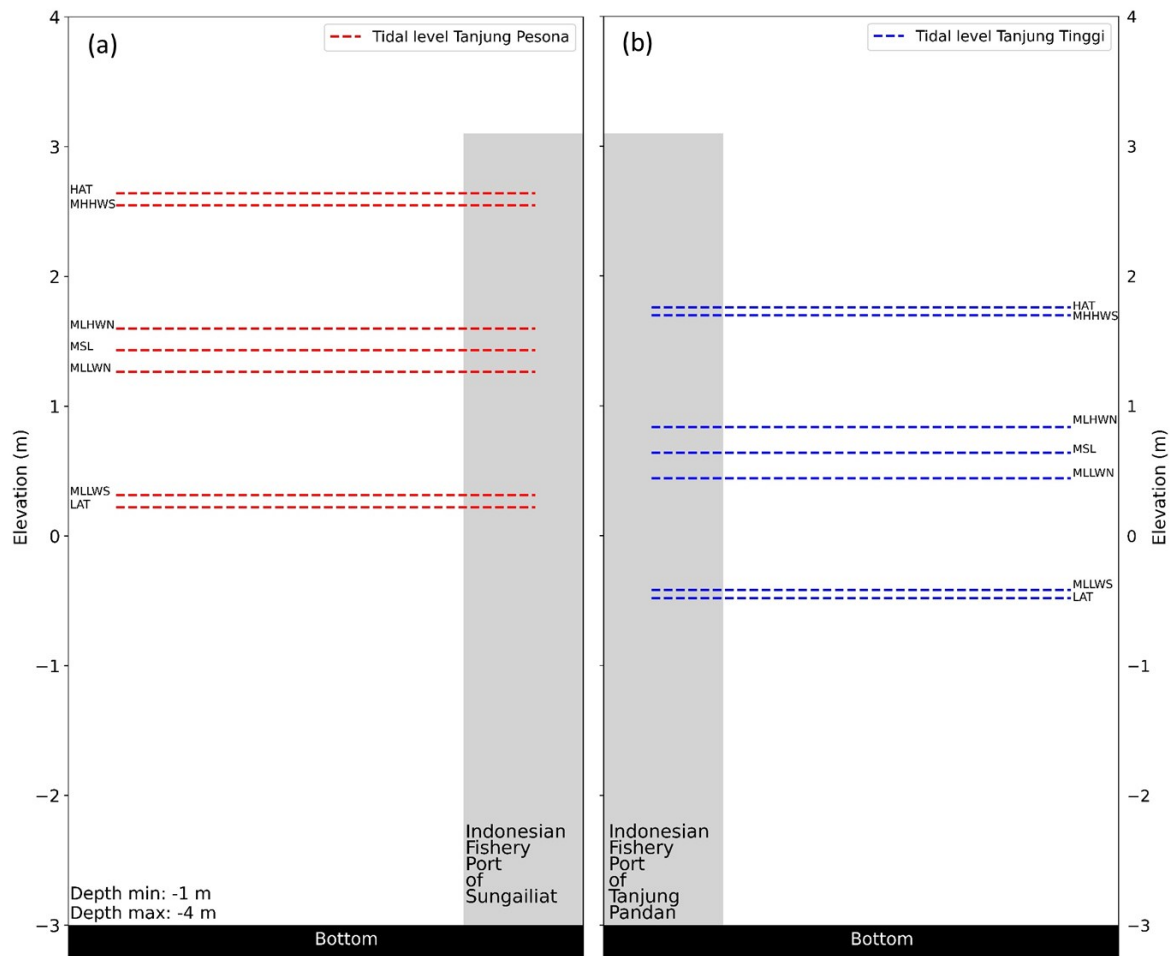 (a)
Tidal level Tanjung Pesona
4
3
2
1
0
−1
−2
−3
Elevation (m)
HAT
MHHWS
MLHWN
MSL
MLLWN
MLLWS
LAT
Indonesian
Fishery
Port
of
Sungailiat
Depth min: -1 m
Depth max: -4 m
Bottom
(b)
Tidal level Tanjung Tinggi
HAT
MHHWS
MLHWN
MSL
MLLWN
MLLWS
LAT
Indonesian
Fishery
Port
of
Tanjung
Pandan
Bottom
4
3
2
1
0
−1
−2
−3
Elevation (m)